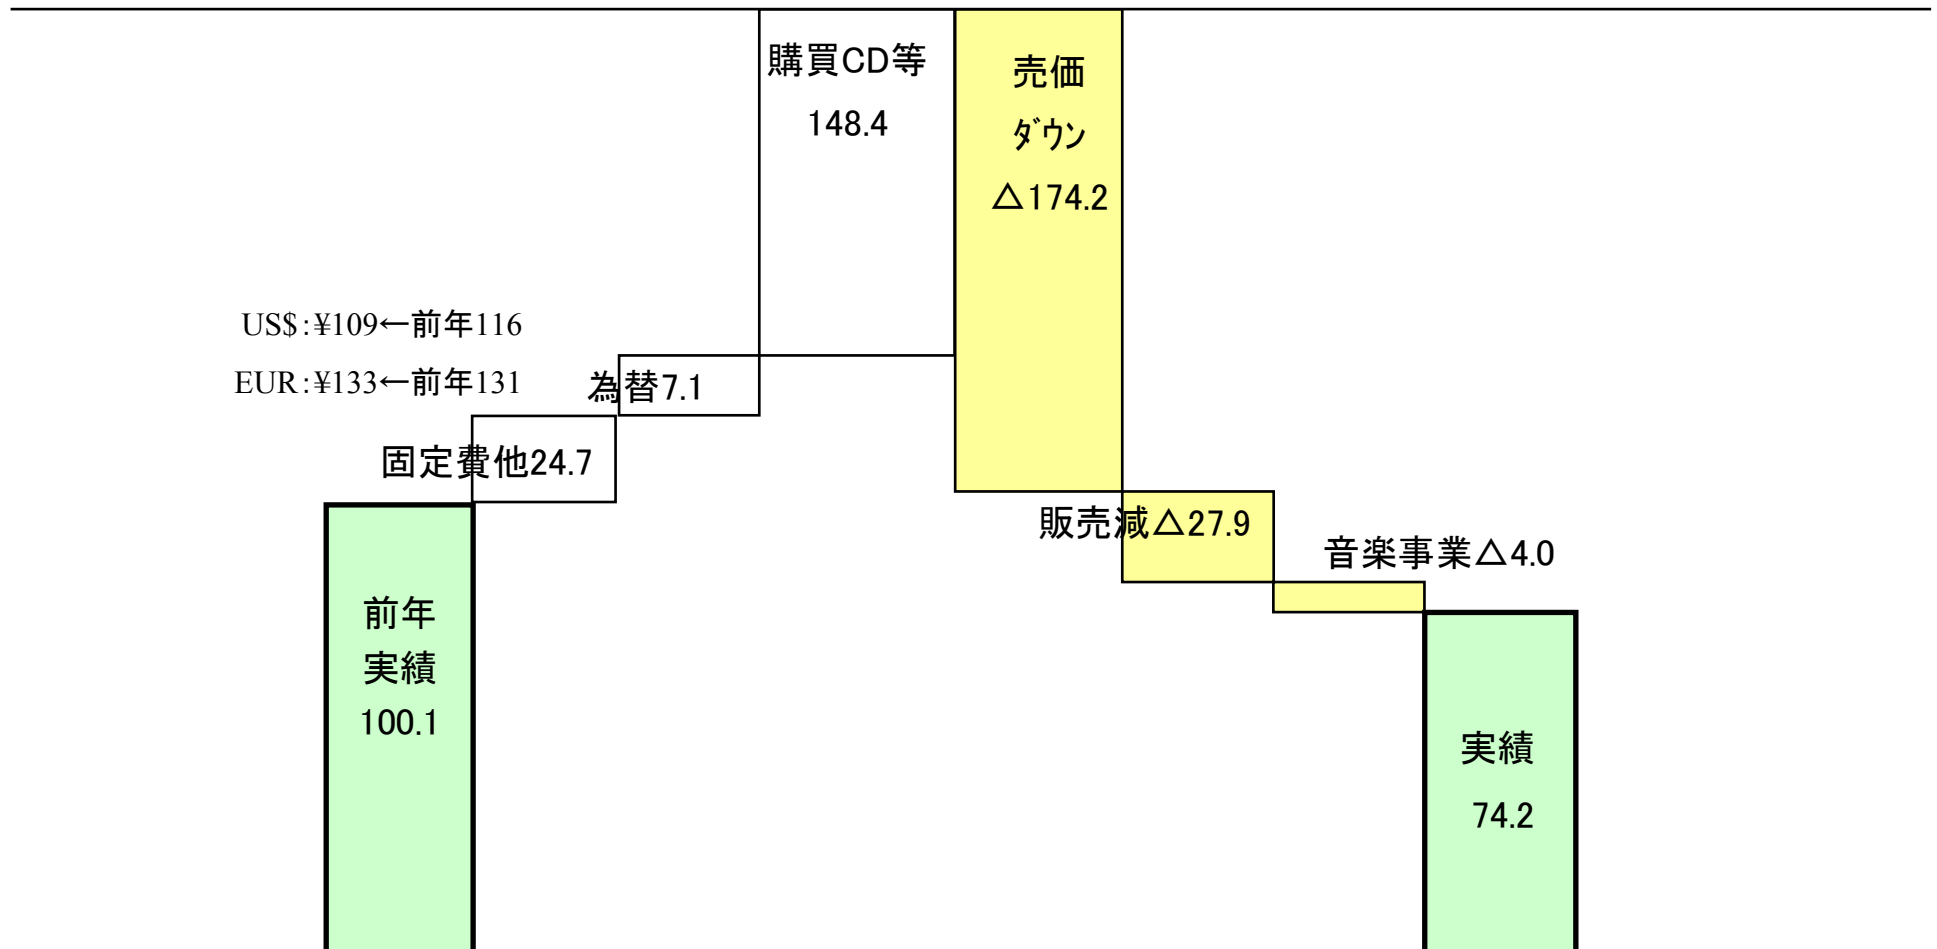 購買CD等
148.4
売価
ﾀﾞｳﾝ
△174.2
US$:¥109←前年116
EUR:¥133←前年131
為替7.1
固定費他24.7
販売減△27.9
音楽事業△4.0
前年
実績
100.1
実績
74.2